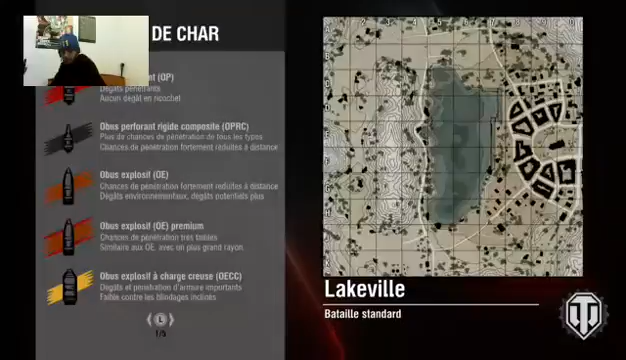 DE CHAR
(OP)
Dégâts pénétrants
Aucun dégât en ricochet
Obus perforant rigide composite (OPRC)
Plus de chances de pénétration de tous les types
Chances de pénétration fortement réduites à distance
Obus explosif (OE)
Chances de pénétration fortement réduites à distance
Dégâts environnementaux, dégâts potentiels plus
Obus explosif (OE) premium
Chances de pénétration très faibles
Similaire aux OE, avec un plus grand rayon.
Obus explosif à charge creuse (OECC)
Dégâts et pénétration d'armure importants
Faible contre les blindages inclinés
L
1/5
Lakeville
Bataille standard